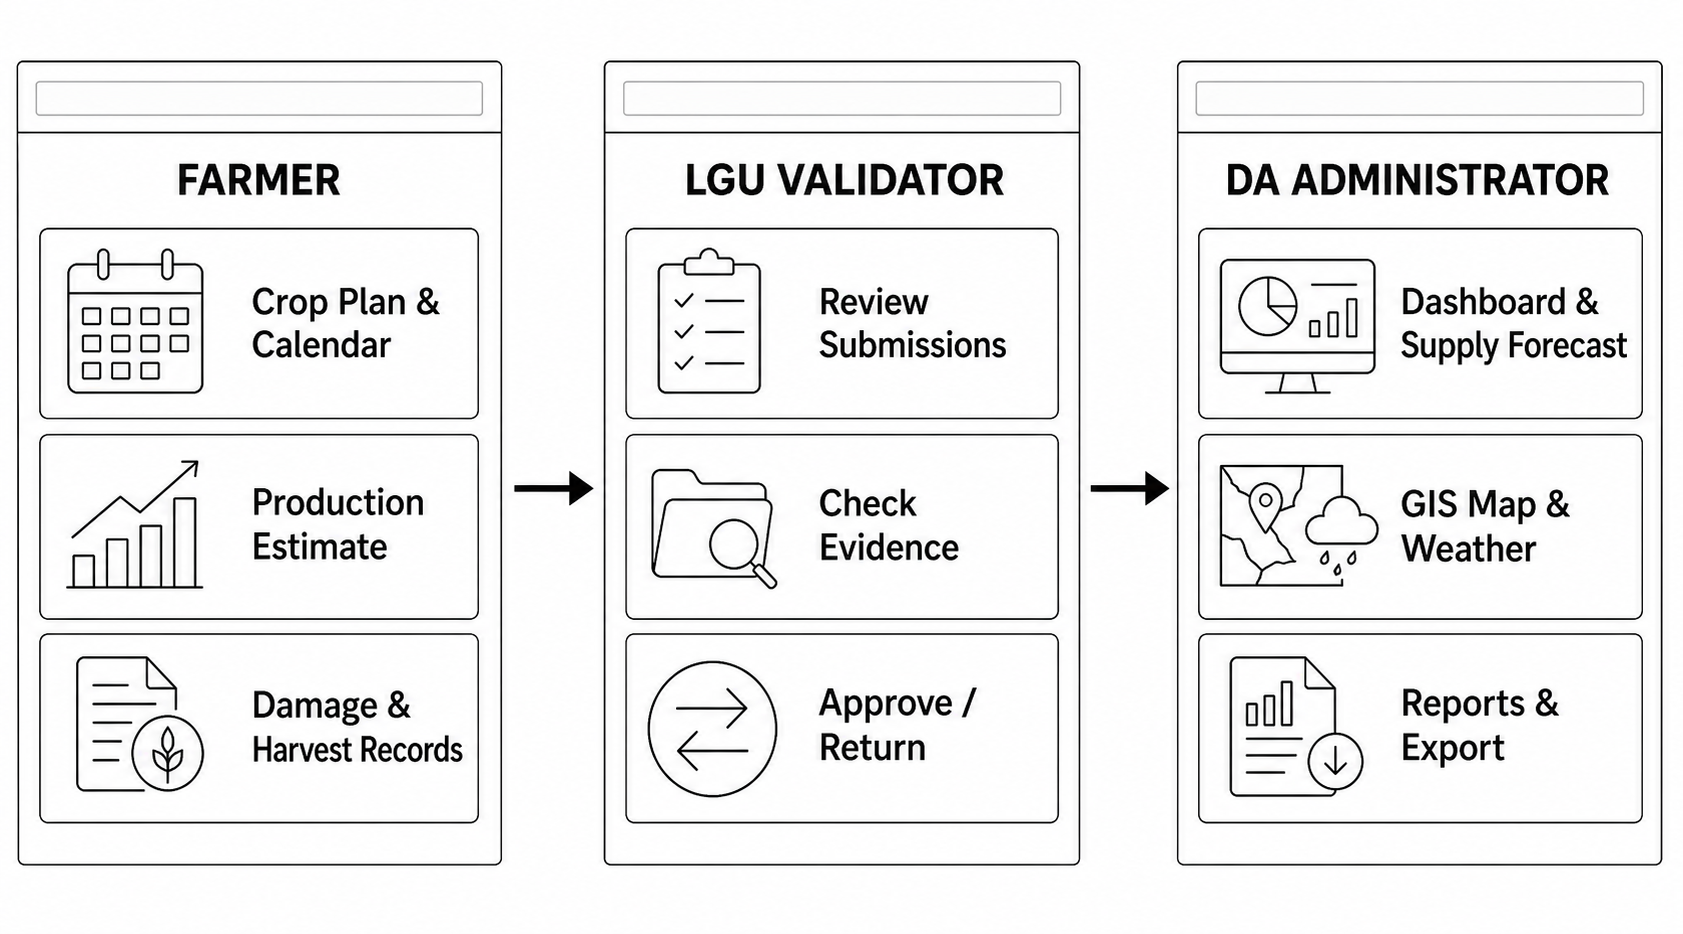 FARMER
Crop Plan &
Calendar
Production
Estimate
Damage &
Harvest Records
LGU VALIDATOR
Review
Submissions
Check
Evidence
Approve /
Return
DA ADMINISTRATOR
Dashboard &
Supply Forecast
GIS Map &
Weather
Reports &
Export